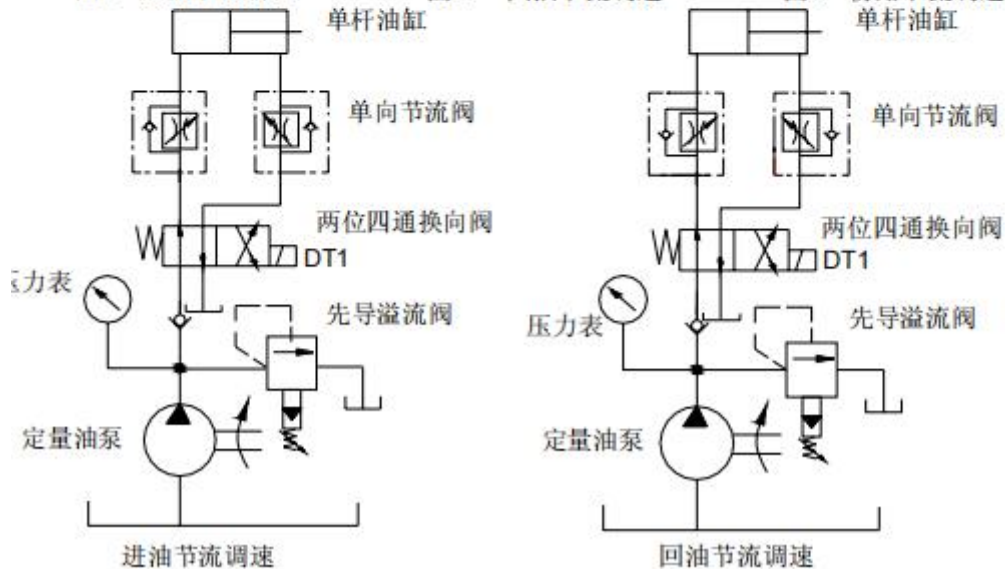 单杆油缸
单杆油缸
单向节流阀
单向节流阀
两位四通换向阀
DT1
两位四通换向阀
DT1
压力表
先导溢流阀
压力表
先导溢流阀
定量油泵
定量油泵
进油节流调速
回油节流调速